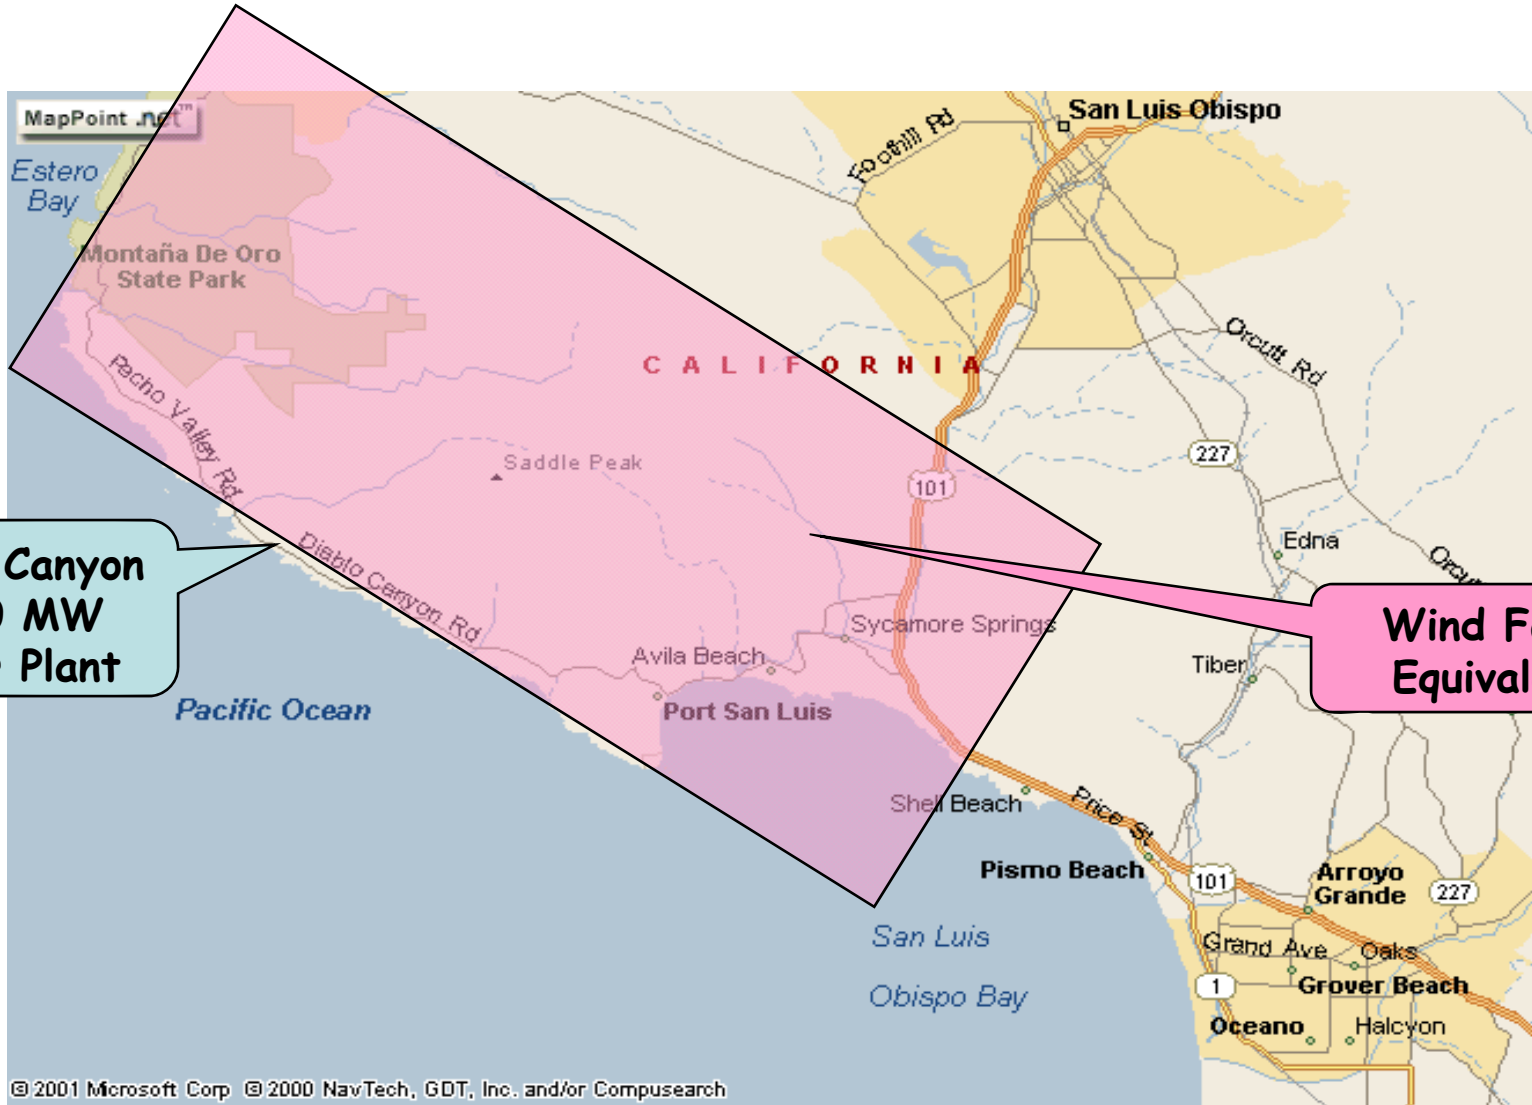 MapPoint .net™
San Luis Obispo
Foothill Rd
Estero
Bay
Montaña De Oro
State Park
CALIFORNIA
Orcutt Rd
Pecho Valley Rd
Saddle Peak
227
101
Canyon
MW
Plant
Diablo Canyon Rd
Edna
Sycamore Springs
Wind
Avila Beach
Tiber
Pacific Ocean
Port San Luis
Shell Beach
Price St
Pismo Beach
101
Arroyo
Grande
227
San Luis
Obispo Bay
Grand Ave
Oaks
1
Grover Beach
Oceano
Halcyon
© 2001 Microsoft Corp © 2000 NavTech, GDT, Inc. and/or Compusearch